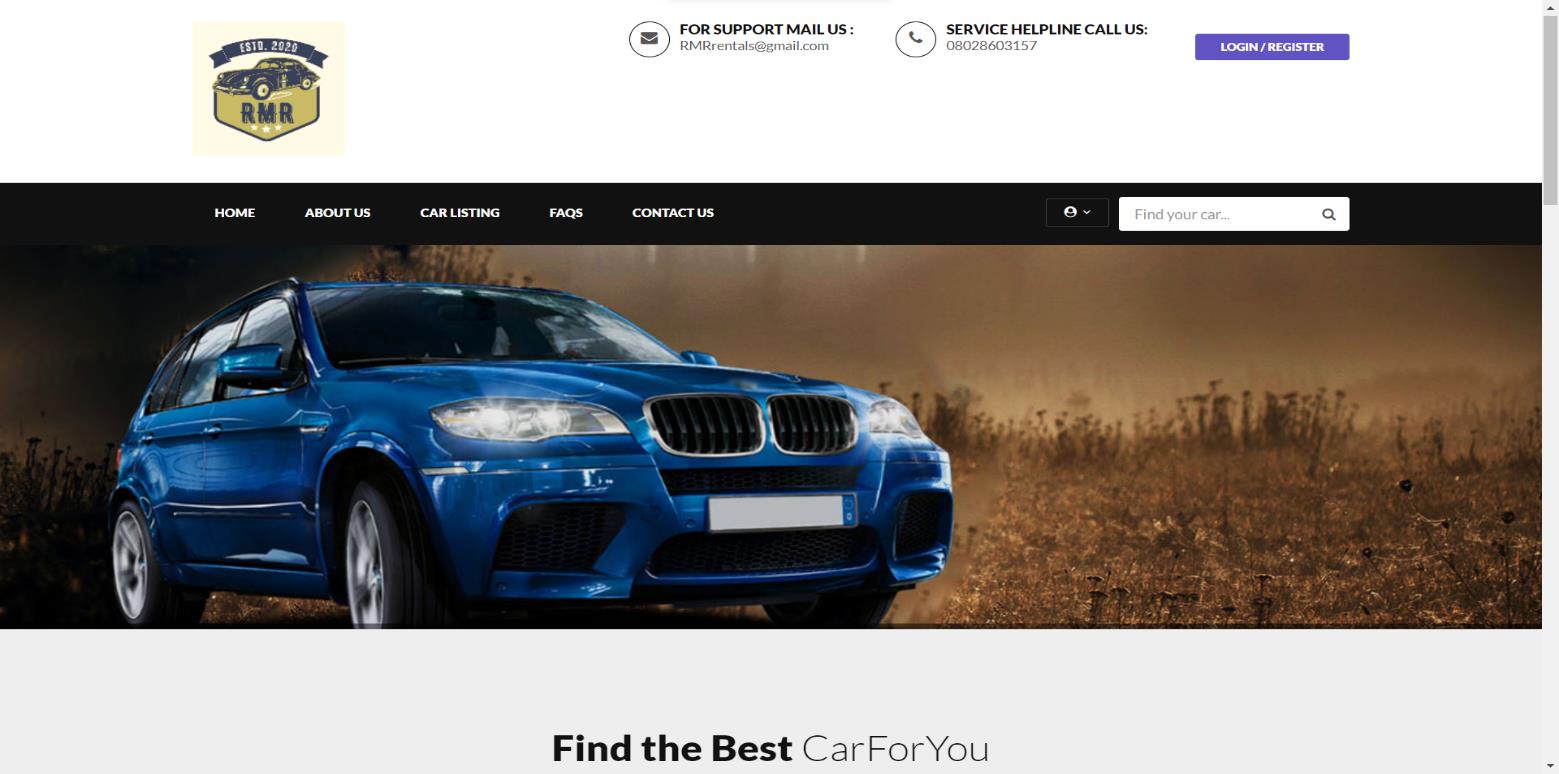 ESTD. 2020
RMR
FOR SUPPORT MAIL US :
RMRrentals@gmail.com
SERVICE HELPLINE CALL US:
08028603157
LOGIN / REGISTER
HOME
ABOUT US
CAR LISTING
FAQS
CONTACT US
Find your car...
Find the Best CarForYou